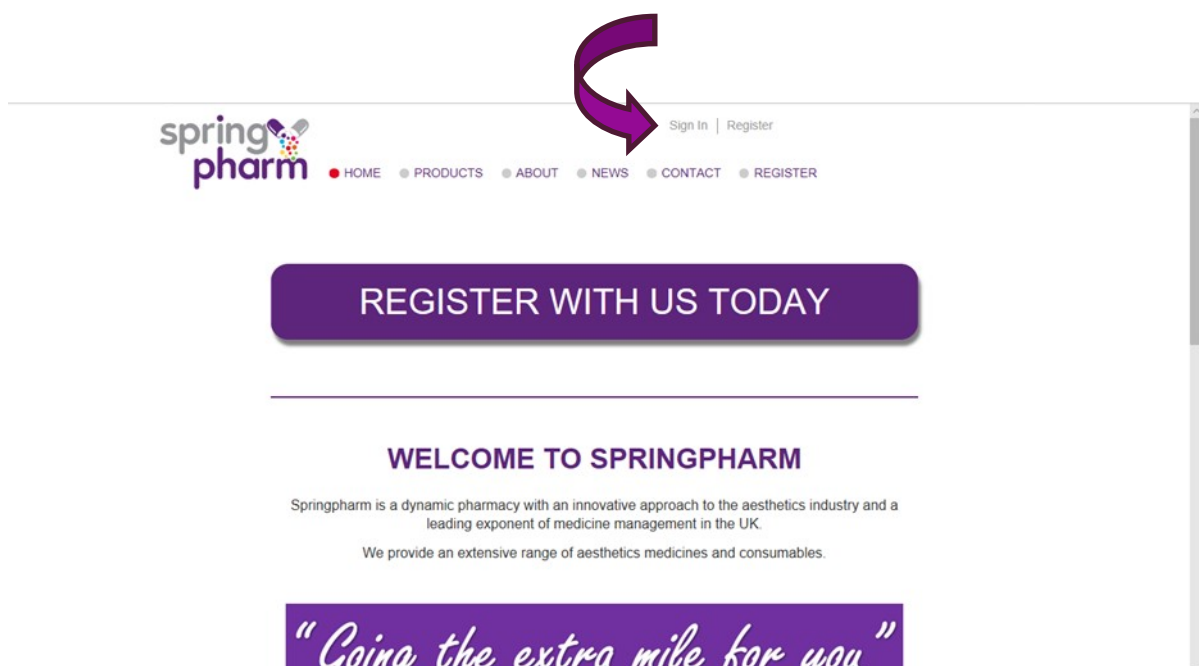 spring
pharm
Sign In | Register
HOME PRODUCTS ABOUT NEWS CONTACT REGISTER
REGISTER WITH US TODAY
WELCOME TO SPRINGPHARM
Springpharm is a dynamic pharmacy with an innovative approach to the aesthetics industry and a
leading exponent of medicine management in the UK.
We provide an extensive range of aesthetics medicines and consumables.
"Going the extra mile for you"